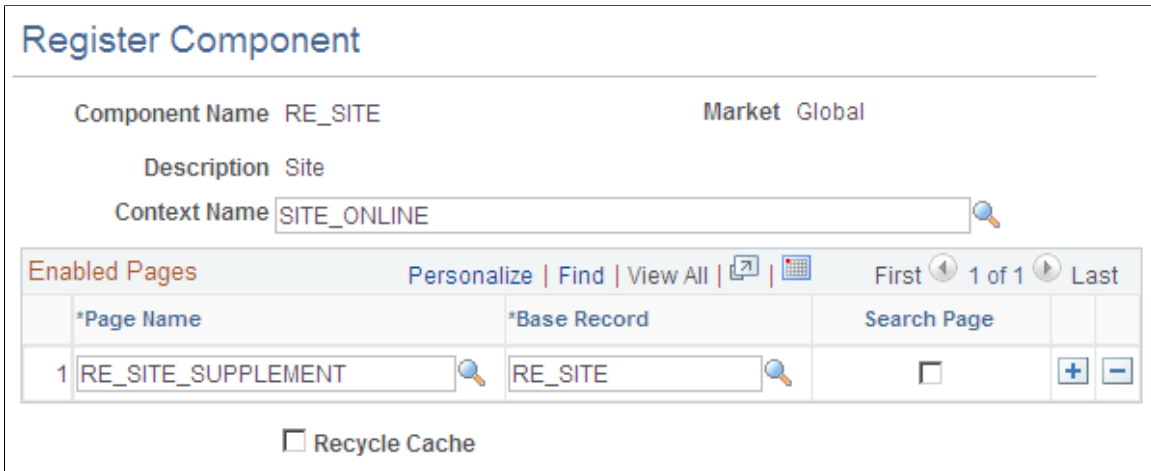 Register Component
Component Name RE_SITE Market Global
Description Site
Context Name SITE_ONLINE
Enabled Pages Personalize | Find | View All | | First 1 of 1 Last
*Page Name *Base Record Search Page
1 RE_SITE_SUPPLEMENT RE_SITE
Recycle Cache